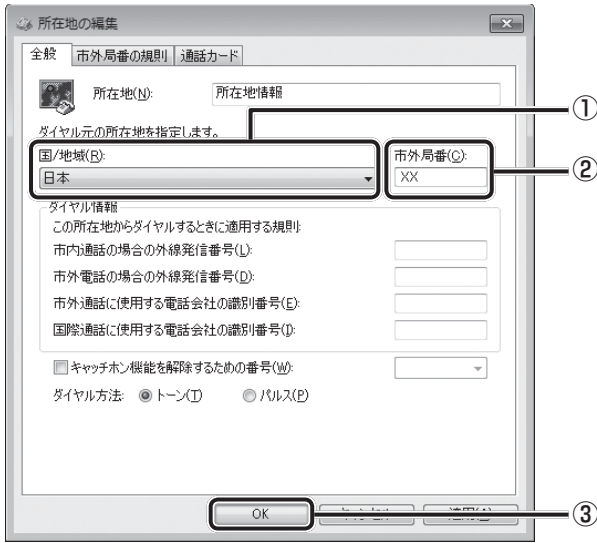 所在地の編集
全般 市外局番の規則 通話カード
所在地(N): 所在地情報
①
ダイヤル元の所在地を指定します。
国/地域(R): 市外局番(C):
日本 XX
②
ダイヤル情報
この所在地からダイヤルするときに適用する規則:
市内通話の場合の外線発信番号(L):
市外電話の場合の外線発信番号(D):
市外通話に使用する電話会社の識別番号(E):
国際通話に使用する電話会社の識別番号(I):
キャッチホン機能を解除するための番号(W):
ダイヤル方法: トーン(T) パルス(P)
OK
③